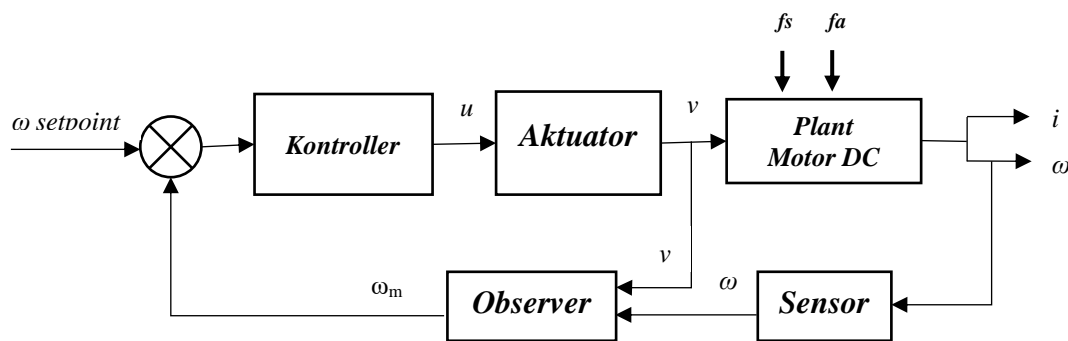 fs fa
ω setpoint
Kontroller
u
Aktuator
v
Plant
Motor DC
i
ω
v
ωm
Observer
ω
Sensor